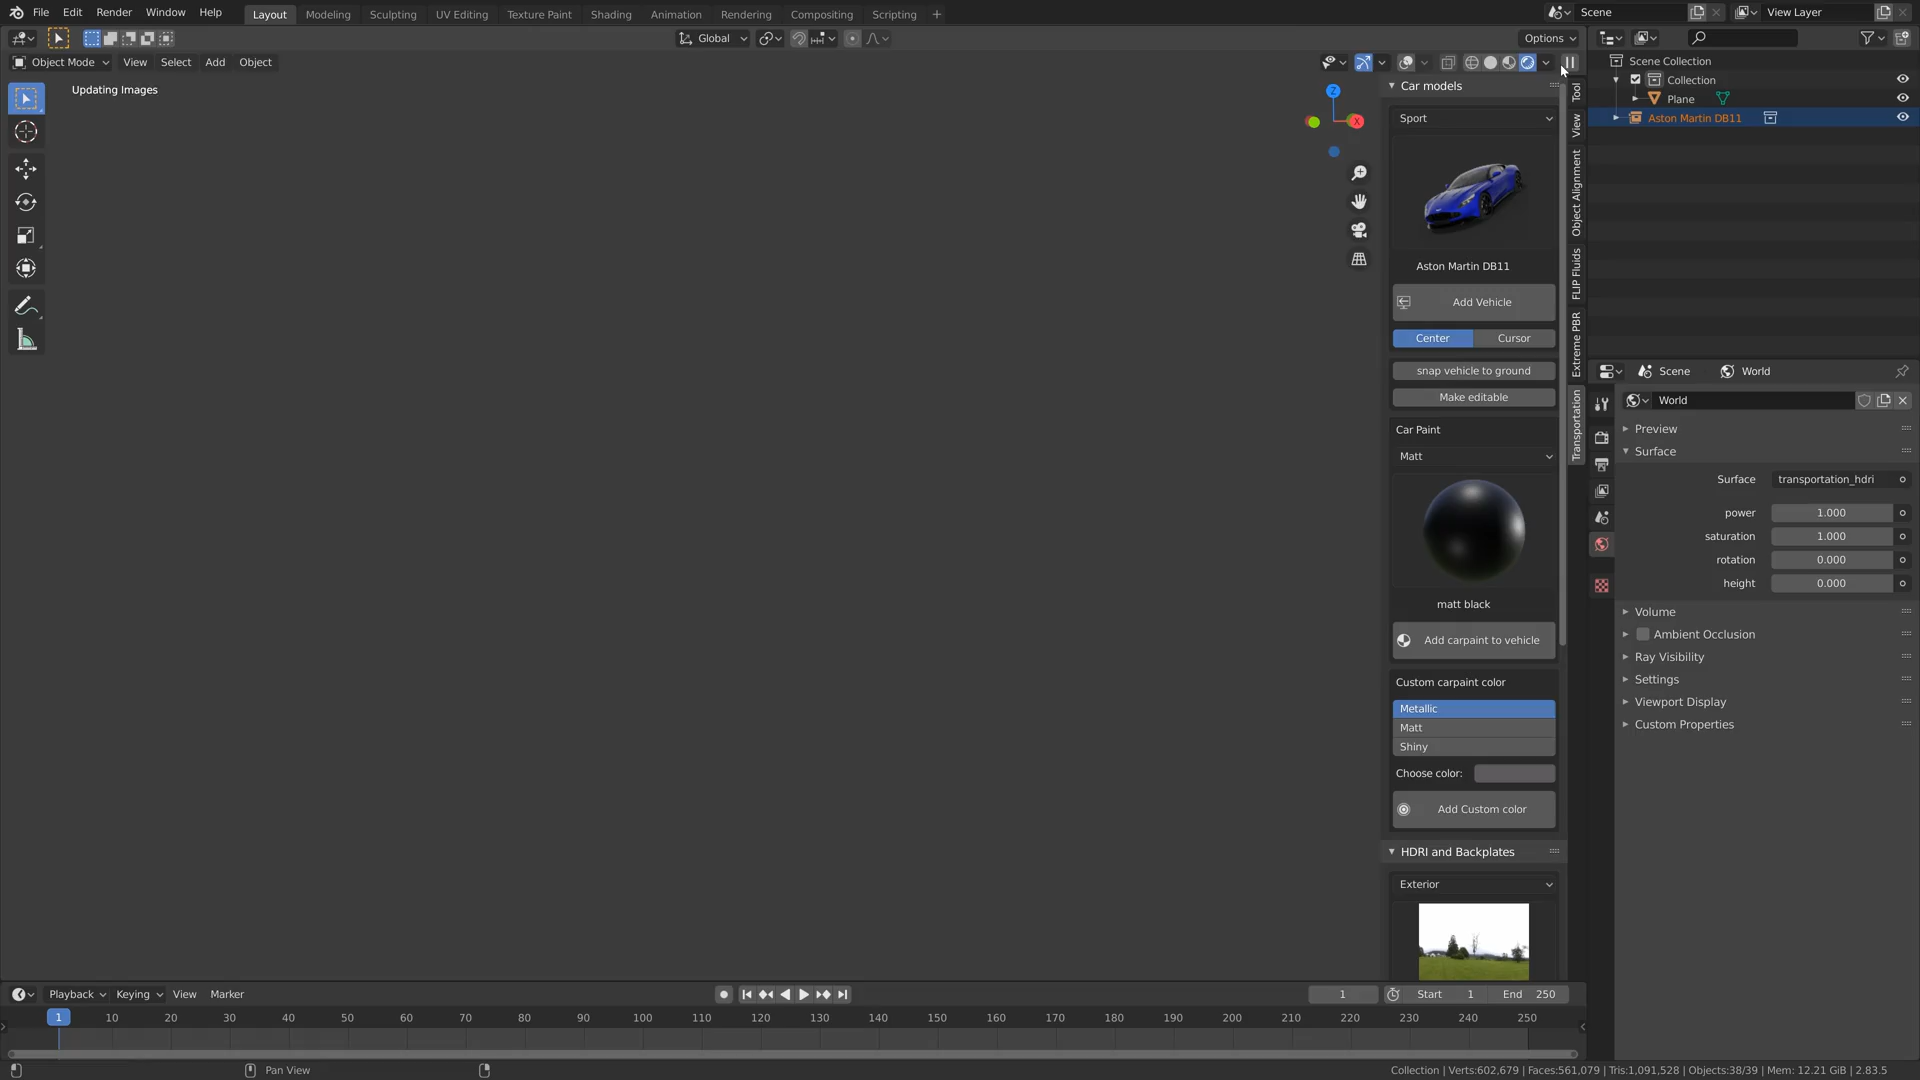 File Edit Render Window Help Layout Modeling Sculpting UV Editing Texture Paint Shading Animation Rendering Compositing Scripting + Scene View Layer
Global Options
Object Mode View Select Add Object
Updating Images
Z
X
Car models
Sport
Aston Martin DB11
Add Vehicle
Center Cursor
snap vehicle to ground
Make editable
Car Paint
Matt
matt black
Add carpaint to vehicle
Custom carpaint color
Metallic
Matt
Shiny
Choose color:
Add Custom color
HDRI and Backplates
Exterior
Tool
View
Object Alignment
FLIP Fluids
Extreme PBR
Transportation
Scene Collection
Collection
Plane
Aston Martin DB11
Scene World
World
Preview
Surface
Surface transportation_hdri
power 1.000
saturation 1.000
rotation 0.000
height 0.000
Volume
Ambient Occlusion
Ray Visibility
Settings
Viewport Display
Custom Properties
Playback Keying View Marker 1 Start 1 End 250
1 10 20 30 40 50 60 70 80 90 100 110 120 130 140 150 160 170 180 190 200 210 220 230 240 250
Pan View Collection | Verts:602,679 | Faces:561,079 | Tris:1,091,528 | Objects:38/39 | Mem: 12.21 GiB | 2.83.5